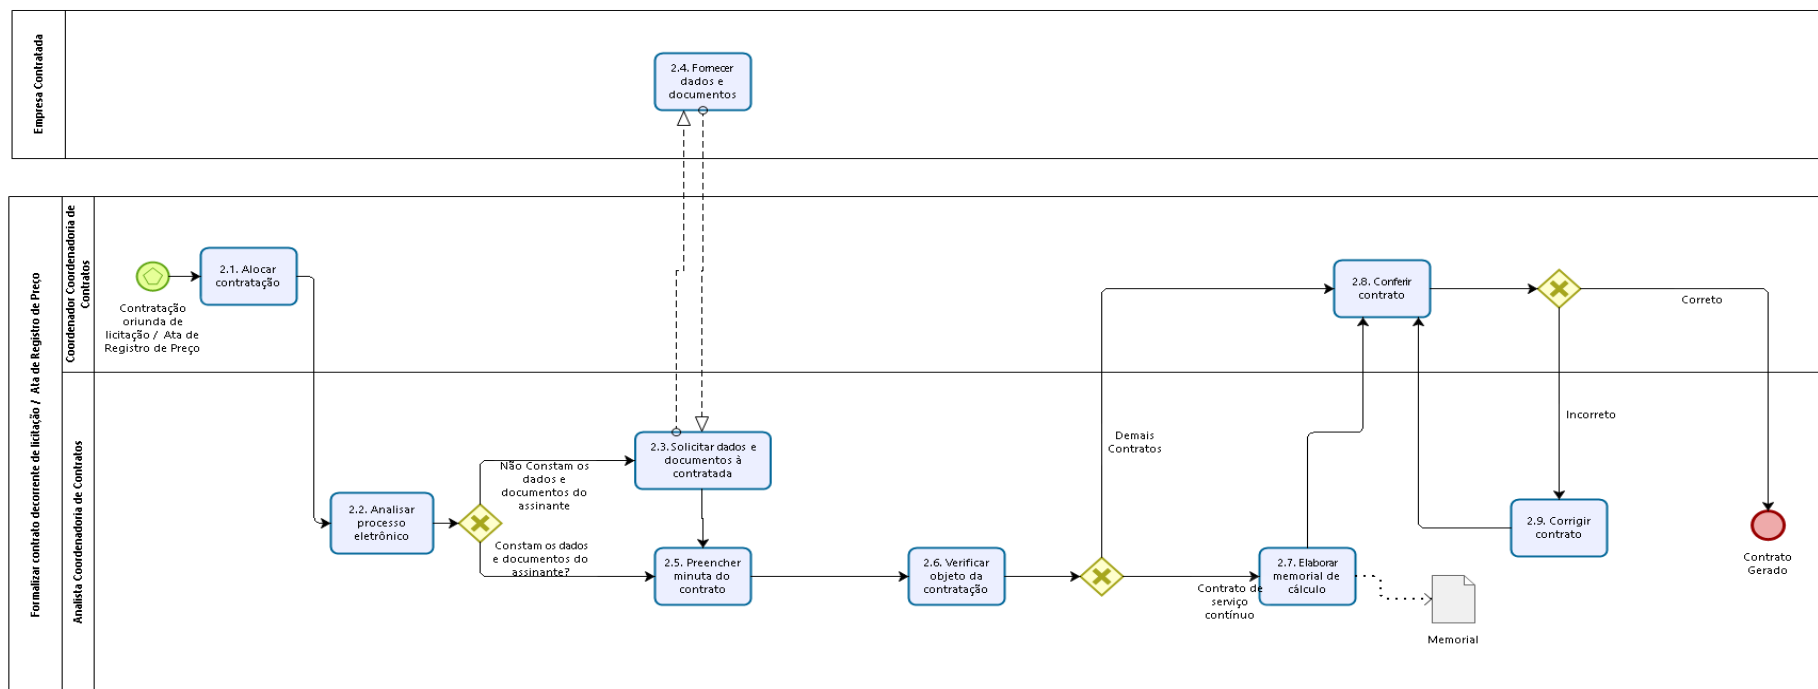 Empresa Contratada
2.4. Fornecer
dados e
documentos
Formalizar contrato decorrente de licitação / Ata de Registro de Preço
Coordenador Coordenadoria de
Contratos
Contratação
oriunda de
licitação / Ata de
Registro de Preço
2.1. Alocar
contratação
2.8. Conferir
contrato
Correto
Incorreto
Analista Coordenadoria de Contratos
2.2. Analisar
processo
eletrônico
Não Constam os
dados e
documentos do
assinante
Constam os dados
e documentos do
assinante?
2.3. Solicitar dados e
documentos à
contratada
2.5. Preencher
minuta do
contrato
2.6. Verificar
objeto da
contratação
Demais
Contratos
Contrato de
serviço
contínuo
2.7. Elaborar
memorial de
cálculo
Memorial
2.9. Corrigir
contrato
Contrato
Gerado